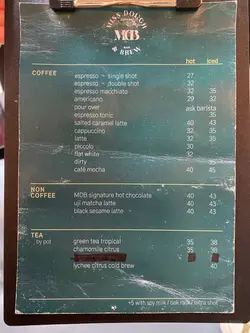 MISS DOUGH
MDB
AND
& BREW
hot iced
COFFEE
espresso - single shot 27
espresso - double shot 32
espresso macchiato 32 35
americano 29 32
pour over ask barista
espresso tonic 35
salted caramel latte 40 43
cappuccino 32 35
latte 32 35
piccolo 30
flat white 32
dirty 35
café mocha 40 45
NON
COFFEE
MDB signature hot chocolate 40 43
uji matcha latte 40 43
black sesame latte 40 43
TEA
by pot
green tea tropical 35 38
chamomile citrus 35 38
lychee citrus cold brew 40
+5 with soy milk / oak milk / extra shot